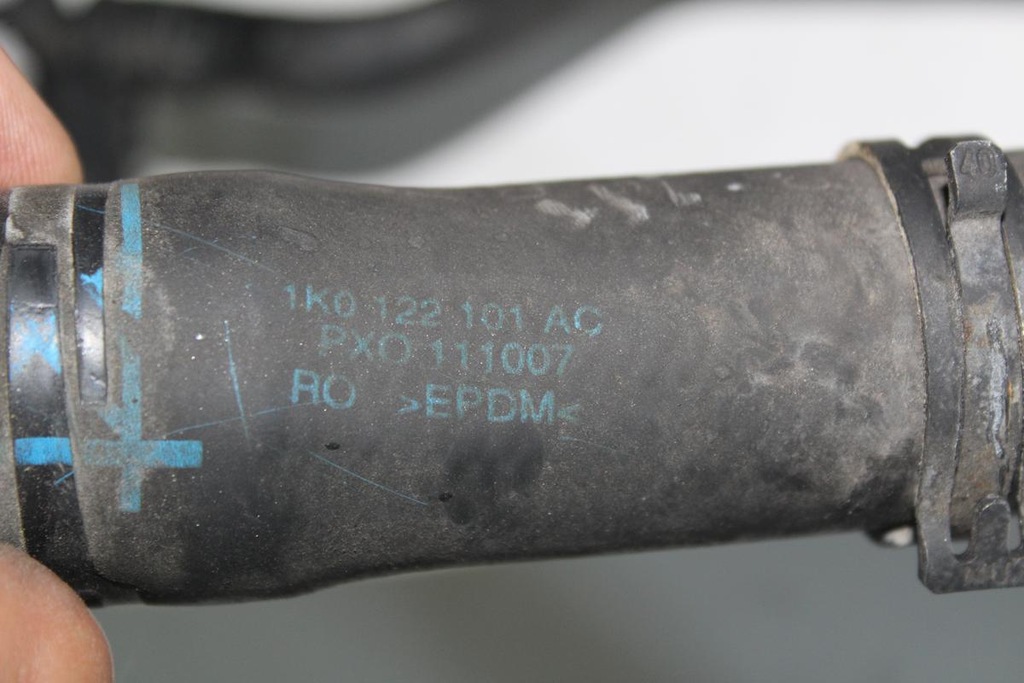 1K0 122 101 AC
PXO 111007
RO >EPDM<
40